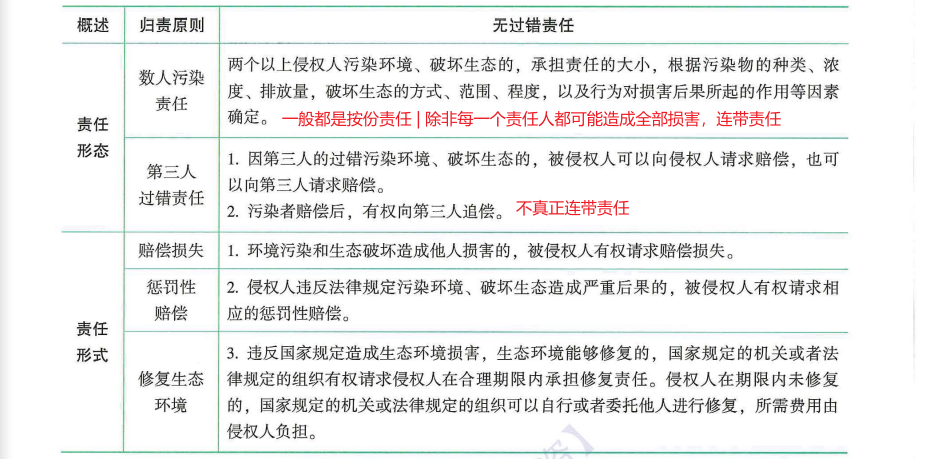 概述 归责原则 无过错责任
责任形态
数人污染责任
两个以上侵权人污染环境、破坏生态的，承担责任的大小，根据污染物的种类、浓
度、排放量，破坏生态的方式、范围、程度，以及行为对损害后果所起的作用等因素
确定。 一般都是按份责任 | 除非每一个责任人都可能造成全部损害，连带责任
第三人过错责任
1. 因第三人的过错污染环境、破坏生态的，被侵权人可以向侵权人请求赔偿，也可
以向第三人请求赔偿。
2. 污染者赔偿后，有权向第三人追偿。 不真正连带责任
责任形式
赔偿损失 1. 环境污染和生态破坏造成他人损害的，被侵权人有权请求赔偿损失。
惩罚性赔偿
2. 侵权人违反法律规定污染环境、破坏生态造成严重后果的，被侵权人有权请求相
应的惩罚性赔偿。
修复生态环境
3. 违反国家规定造成生态环境损害，生态环境能够修复的，国家规定的机关或者法
律规定的组织有权请求侵权人在合理期限内承担修复责任。侵权人在期限内未修复
的，国家规定的机关或法律规定的组织可以自行或者委托他人进行修复，所需费用由
侵权人负担。